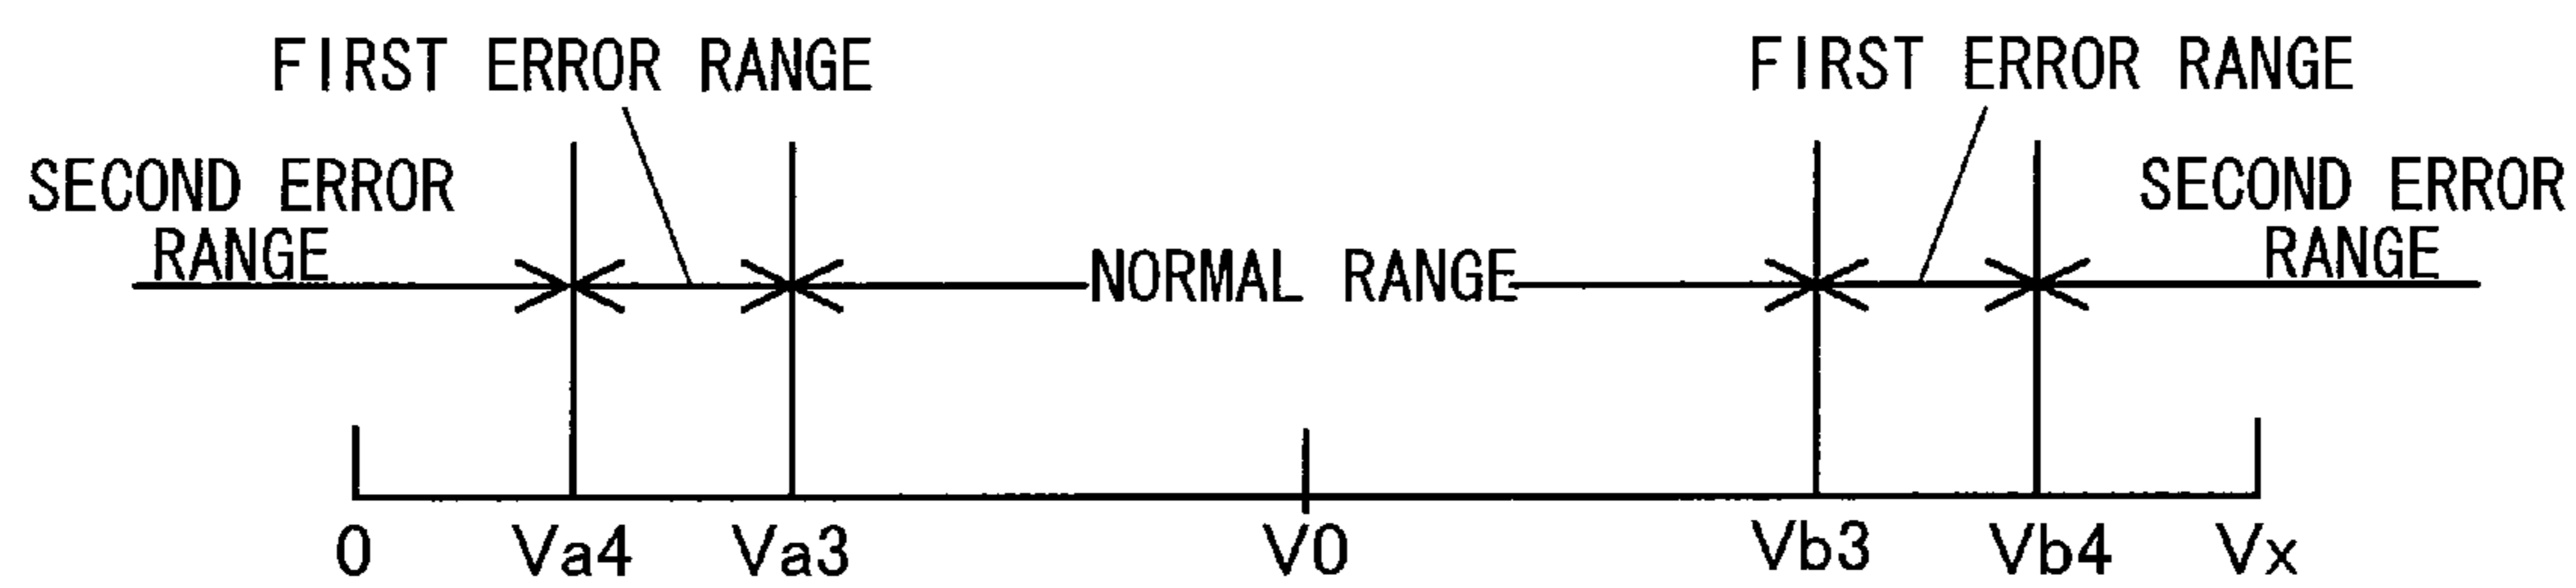 FIRST ERROR RANGE
FIRST ERROR RANGE
SECOND ERROR
RANGE
SECOND ERROR
RANGE
NORMAL RANGE
0 Va4 Va3 V0 Vb3 Vb4 Vx